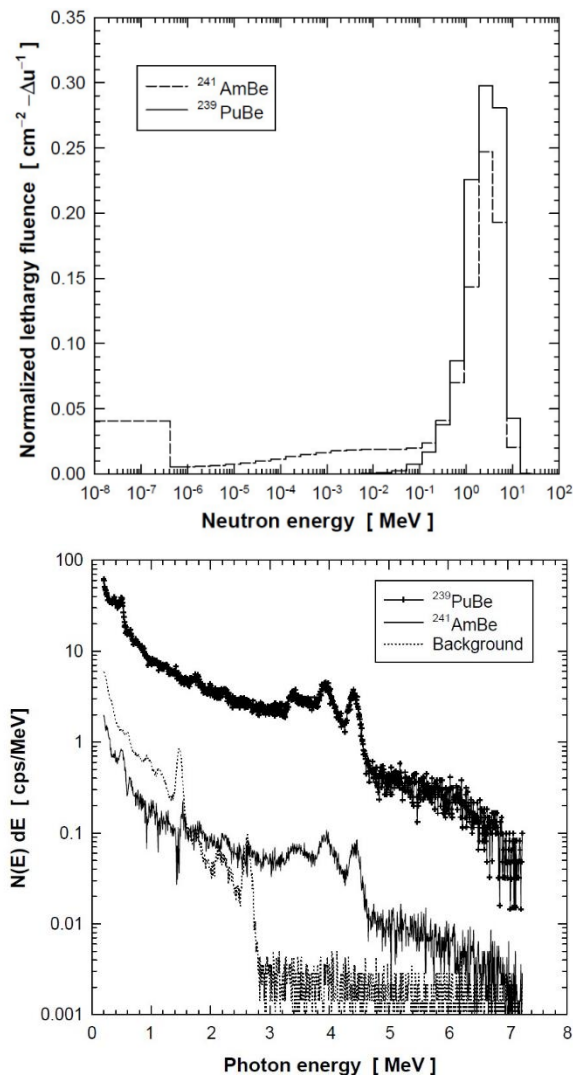 0.35
0.30
0.25
0.20
0.15
0.10
0.05
0.00
Normalized lethargy fluence [ cm⁻² –Δu⁻¹ ]
²⁴¹AmBe
²³⁹PuBe
10⁻⁸ 10⁻⁷ 10⁻⁶ 10⁻⁵ 10⁻⁴ 10⁻³ 10⁻² 10⁻¹ 10⁰ 10¹ 10²
Neutron energy [ MeV ]
100
10
1
0.1
0.01
0.001
N(E) dE [ cps/MeV ]
²³⁹PuBe
²⁴¹AmBe
Background
0 1 2 3 4 5 6 7 8
Photon energy [ MeV ]